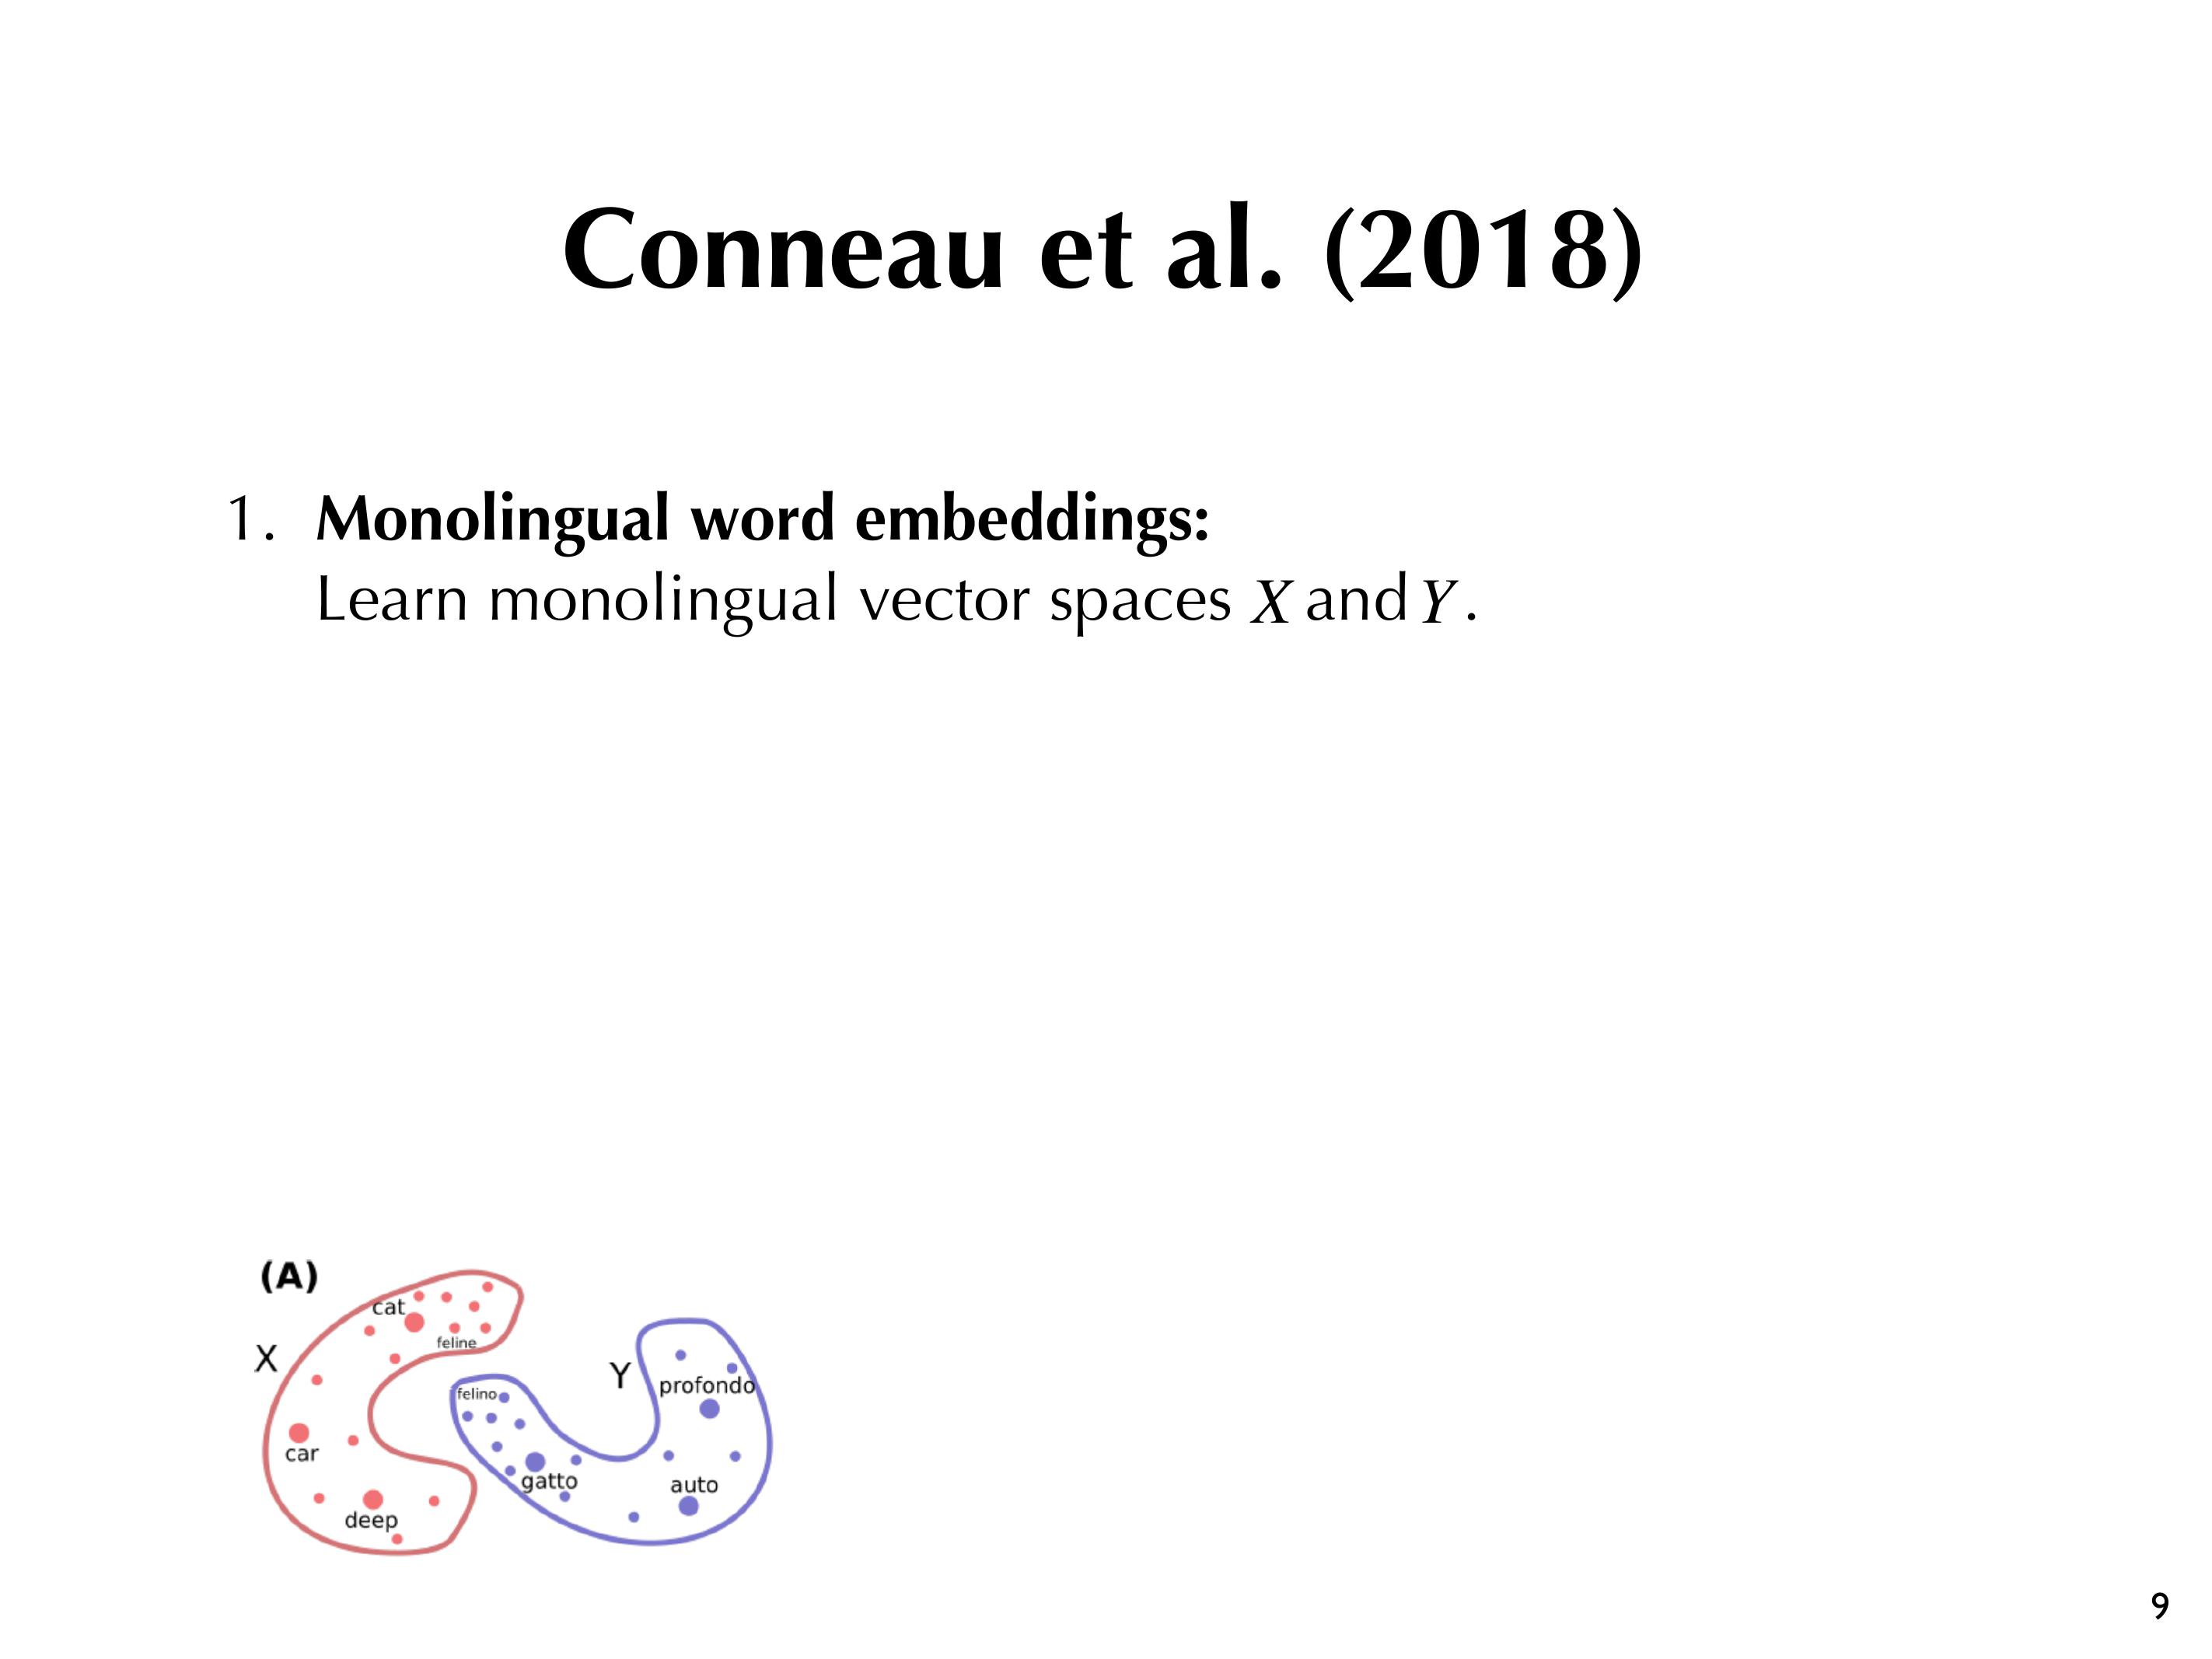 Conneau et al. (2018)
1. Monolingual word embeddings:
Learn monolingual vector spaces X and Y.
(A)
cat
feline
X
Y
felino
profondo
car
gatto
auto
deep
9